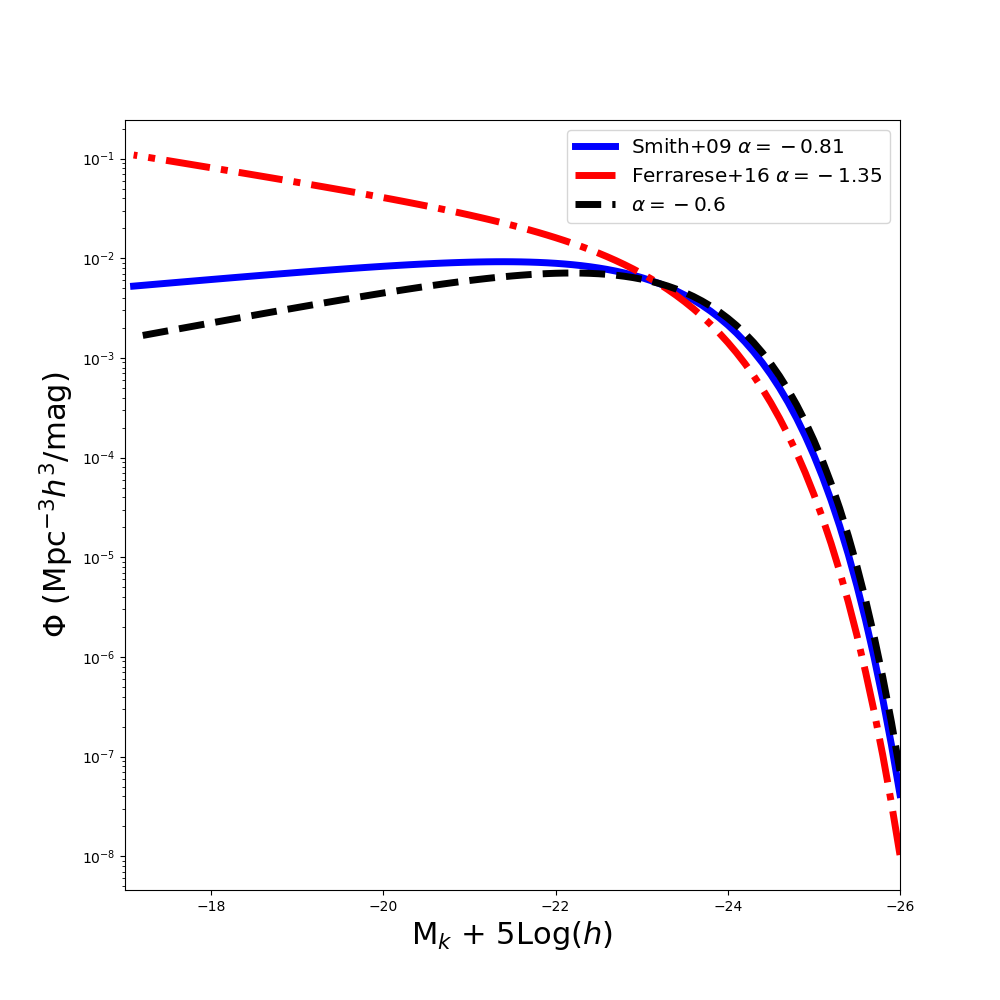 Smith+09 α = −0.81
Ferrarese+16 α = −1.35
α = −0.6
Φ (Mpc⁻³h³/mag)
10⁻¹
10⁻²
10⁻³
10⁻⁴
10⁻⁵
10⁻⁶
10⁻⁷
10⁻⁸
−18 −20 −22 −24 −26
Mₖ + 5Log(h)